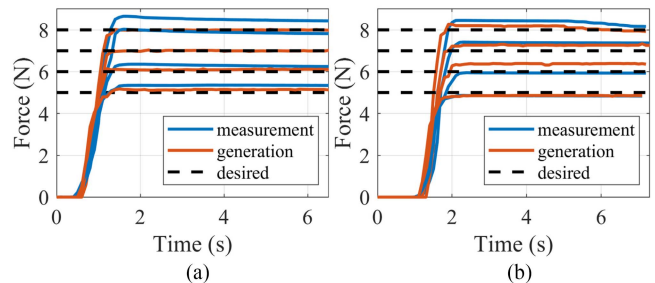 Force (N)
8
6
4
2
0
0
2
4
6
Time (s)
measurement
generation
desired
(a)
Force (N)
8
6
4
2
0
0
2
4
6
Time (s)
measurement
generation
desired
(b)